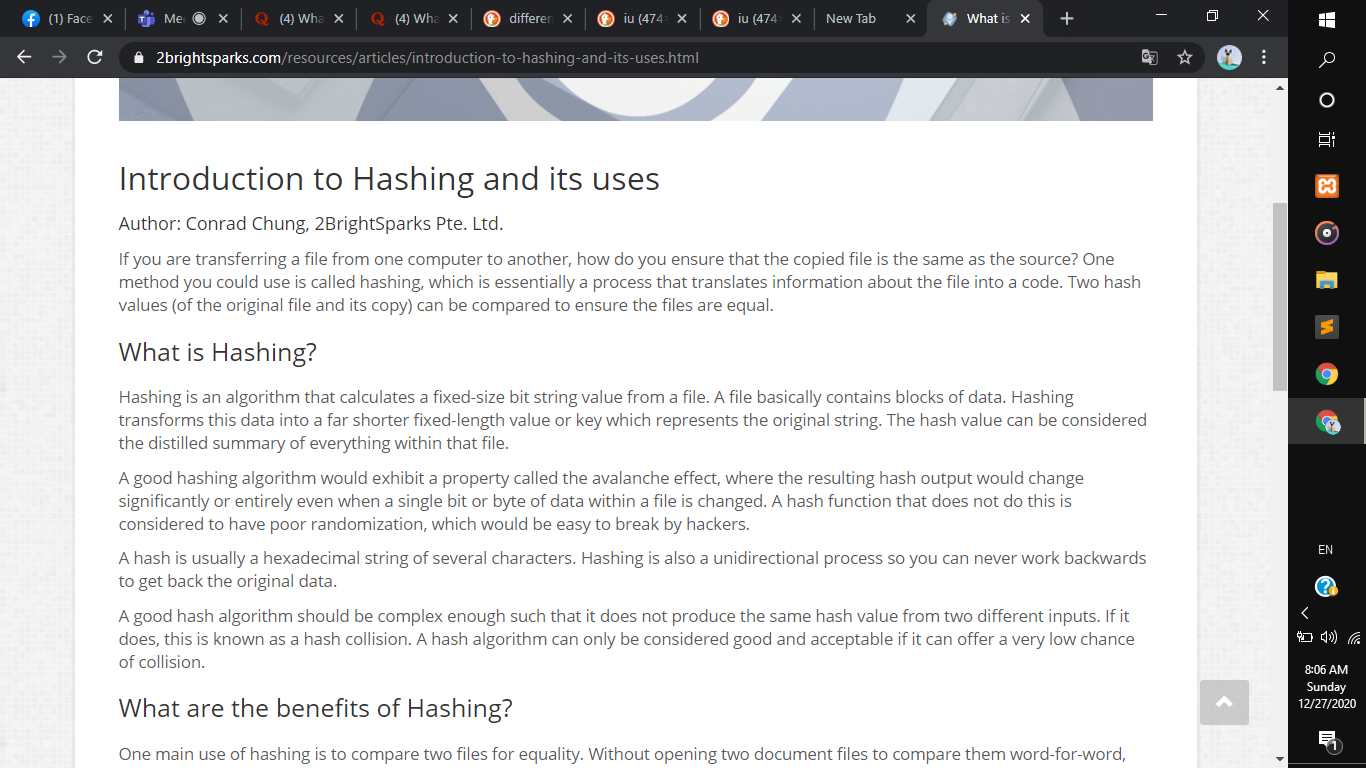 (1) Face
Mee
(4) Wha
(4) Wha
differen
iu (474
iu (474
New Tab
What is
2brightsparks.com/resources/articles/introduction-to-hashing-and-its-uses.html
Introduction to Hashing and its uses
Author: Conrad Chung, 2BrightSparks Pte. Ltd.
If you are transferring a file from one computer to another, how do you ensure that the copied file is the same as the source? One
method you could use is called hashing, which is essentially a process that translates information about the file into a code. Two hash
values (of the original file and its copy) can be compared to ensure the files are equal.
What is Hashing?
Hashing is an algorithm that calculates a fixed-size bit string value from a file. A file basically contains blocks of data. Hashing
transforms this data into a far shorter fixed-length value or key which represents the original string. The hash value can be considered
the distilled summary of everything within that file.
A good hashing algorithm would exhibit a property called the avalanche effect, where the resulting hash output would change
significantly or entirely even when a single bit or byte of data within a file is changed. A hash function that does not do this is
considered to have poor randomization, which would be easy to break by hackers.
A hash is usually a hexadecimal string of several characters. Hashing is also a unidirectional process so you can never work backwards
to get back the original data.
A good hash algorithm should be complex enough such that it does not produce the same hash value from two different inputs. If it
does, this is known as a hash collision. A hash algorithm can only be considered good and acceptable if it can offer a very low chance
of collision.
What are the benefits of Hashing?
One main use of hashing is to compare two files for equality. Without opening two document files to compare them word-for-word,
EN
8:06 AM
Sunday
12/27/2020
1